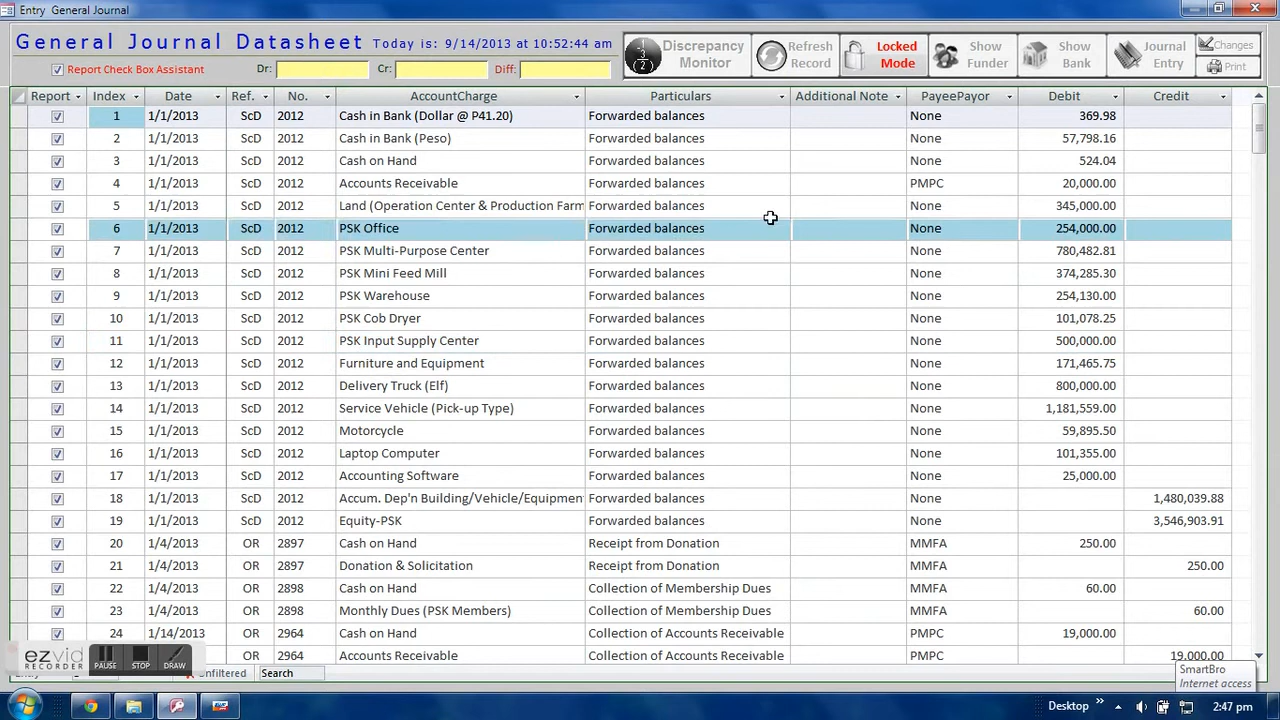 Entry General Journal
General Journal Datasheet Today is: 9/14/2013 at 10:52:44 am
Discrepancy Monitor
Refresh Record
Locked Mode
Show Funder
Show Bank
Journal Entry
Changes
Print
Report Check Box Assistant Dr: Cr: Diff:
Report Index Date Ref. No. AccountCharge Particulars Additional Note PayeePayor Debit Credit
1 1/1/2013 ScD 2012 Cash in Bank (Dollar @ P41.20) Forwarded balances None 369.98
2 1/1/2013 ScD 2012 Cash in Bank (Peso) Forwarded balances None 57,798.16
3 1/1/2013 ScD 2012 Cash on Hand Forwarded balances None 524.04
4 1/1/2013 ScD 2012 Accounts Receivable Forwarded balances PMPC 20,000.00
5 1/1/2013 ScD 2012 Land (Operation Center & Production Farm Forwarded balances None 345,000.00
6 1/1/2013 ScD 2012 PSK Office Forwarded balances None 254,000.00
7 1/1/2013 ScD 2012 PSK Multi-Purpose Center Forwarded balances None 780,482.81
8 1/1/2013 ScD 2012 PSK Mini Feed Mill Forwarded balances None 374,285.30
9 1/1/2013 ScD 2012 PSK Warehouse Forwarded balances None 254,130.00
10 1/1/2013 ScD 2012 PSK Cob Dryer Forwarded balances None 101,078.25
11 1/1/2013 ScD 2012 PSK Input Supply Center Forwarded balances None 500,000.00
12 1/1/2013 ScD 2012 Furniture and Equipment Forwarded balances None 171,465.75
13 1/1/2013 ScD 2012 Delivery Truck (Elf) Forwarded balances None 800,000.00
14 1/1/2013 ScD 2012 Service Vehicle (Pick-up Type) Forwarded balances None 1,181,559.00
15 1/1/2013 ScD 2012 Motorcycle Forwarded balances None 59,895.50
16 1/1/2013 ScD 2012 Laptop Computer Forwarded balances None 101,355.00
17 1/1/2013 ScD 2012 Accounting Software Forwarded balances None 25,000.00
18 1/1/2013 ScD 2012 Accum. Dep'n Building/Vehicle/Equipmen Forwarded balances None 1,480,039.88
19 1/1/2013 ScD 2012 Equity-PSK Forwarded balances None 3,546,903.91
20 1/4/2013 OR 2897 Cash on Hand Receipt from Donation MMFA 250.00
21 1/4/2013 OR 2897 Donation & Solicitation Receipt from Donation MMFA 250.00
22 1/4/2013 OR 2898 Cash on Hand Collection of Membership Dues MMFA 60.00
23 1/4/2013 OR 2898 Monthly Dues (PSK Members) Collection of Membership Dues MMFA 60.00
24 1/14/2013 OR 2964 Cash on Hand Collection of Accounts Receivable PMPC 19,000.00
OR 2964 Accounts Receivable Collection of Accounts Receivable PMPC 19,000.00
ezvid RECORDER PAUSE STOP DRAW
Unfiltered Search
SmartBro
Internet access
Desktop 2:47 pm